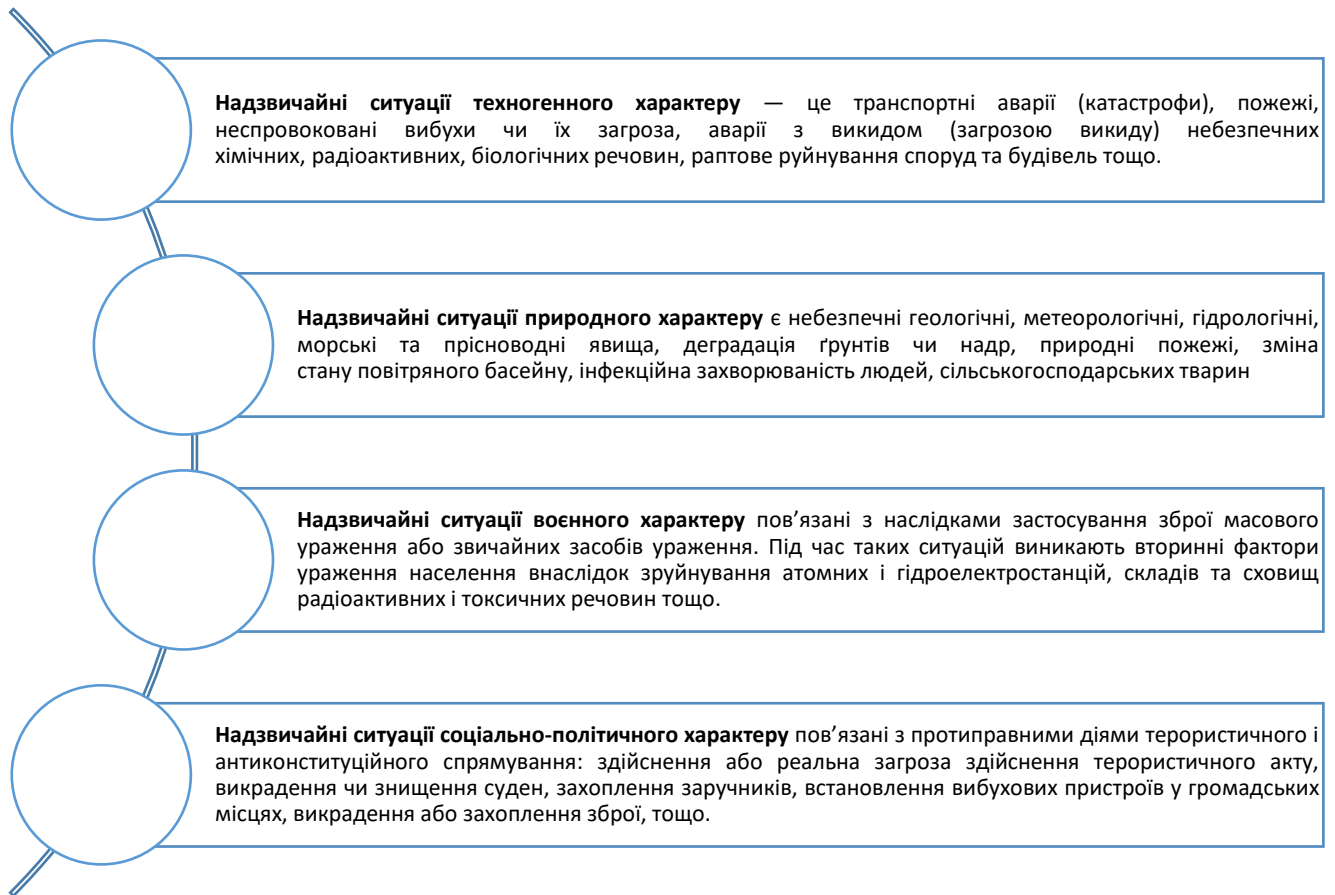 Надзвичайні ситуації техногенного характеру — це транспортні аварії (катастрофи), пожежі,
неспровоковані вибухи чи їх загроза, аварії з викидом (загрозою викиду) небезпечних
хімічних, радіоактивних, біологічних речовин, раптове руйнування споруд та будівель тощо.
Надзвичайні ситуації природного характеру є небезпечні геологічні, метеорологічні, гідрологічні,
морські та прісноводні явища, деградація ґрунтів чи надр, природні пожежі, зміна
стану повітряного басейну, інфекційна захворюваність людей, сільськогосподарських тварин
Надзвичайні ситуації воєнного характеру пов’язані з наслідками застосування зброї масового
ураження або звичайних засобів ураження. Під час таких ситуацій виникають вторинні фактори
ураження населення внаслідок зруйнування атомних і гідроелектростанцій, складів та сховищ
радіоактивних і токсичних речовин тощо.
Надзвичайні ситуації соціально-політичного характеру пов’язані з протиправними діями терористичного і
антиконституційного спрямування: здійснення або реальна загроза здійснення терористичного акту,
викрадення чи знищення суден, захоплення заручників, встановлення вибухових пристроїв у громадських
місцях, викрадення або захоплення зброї, тощо.